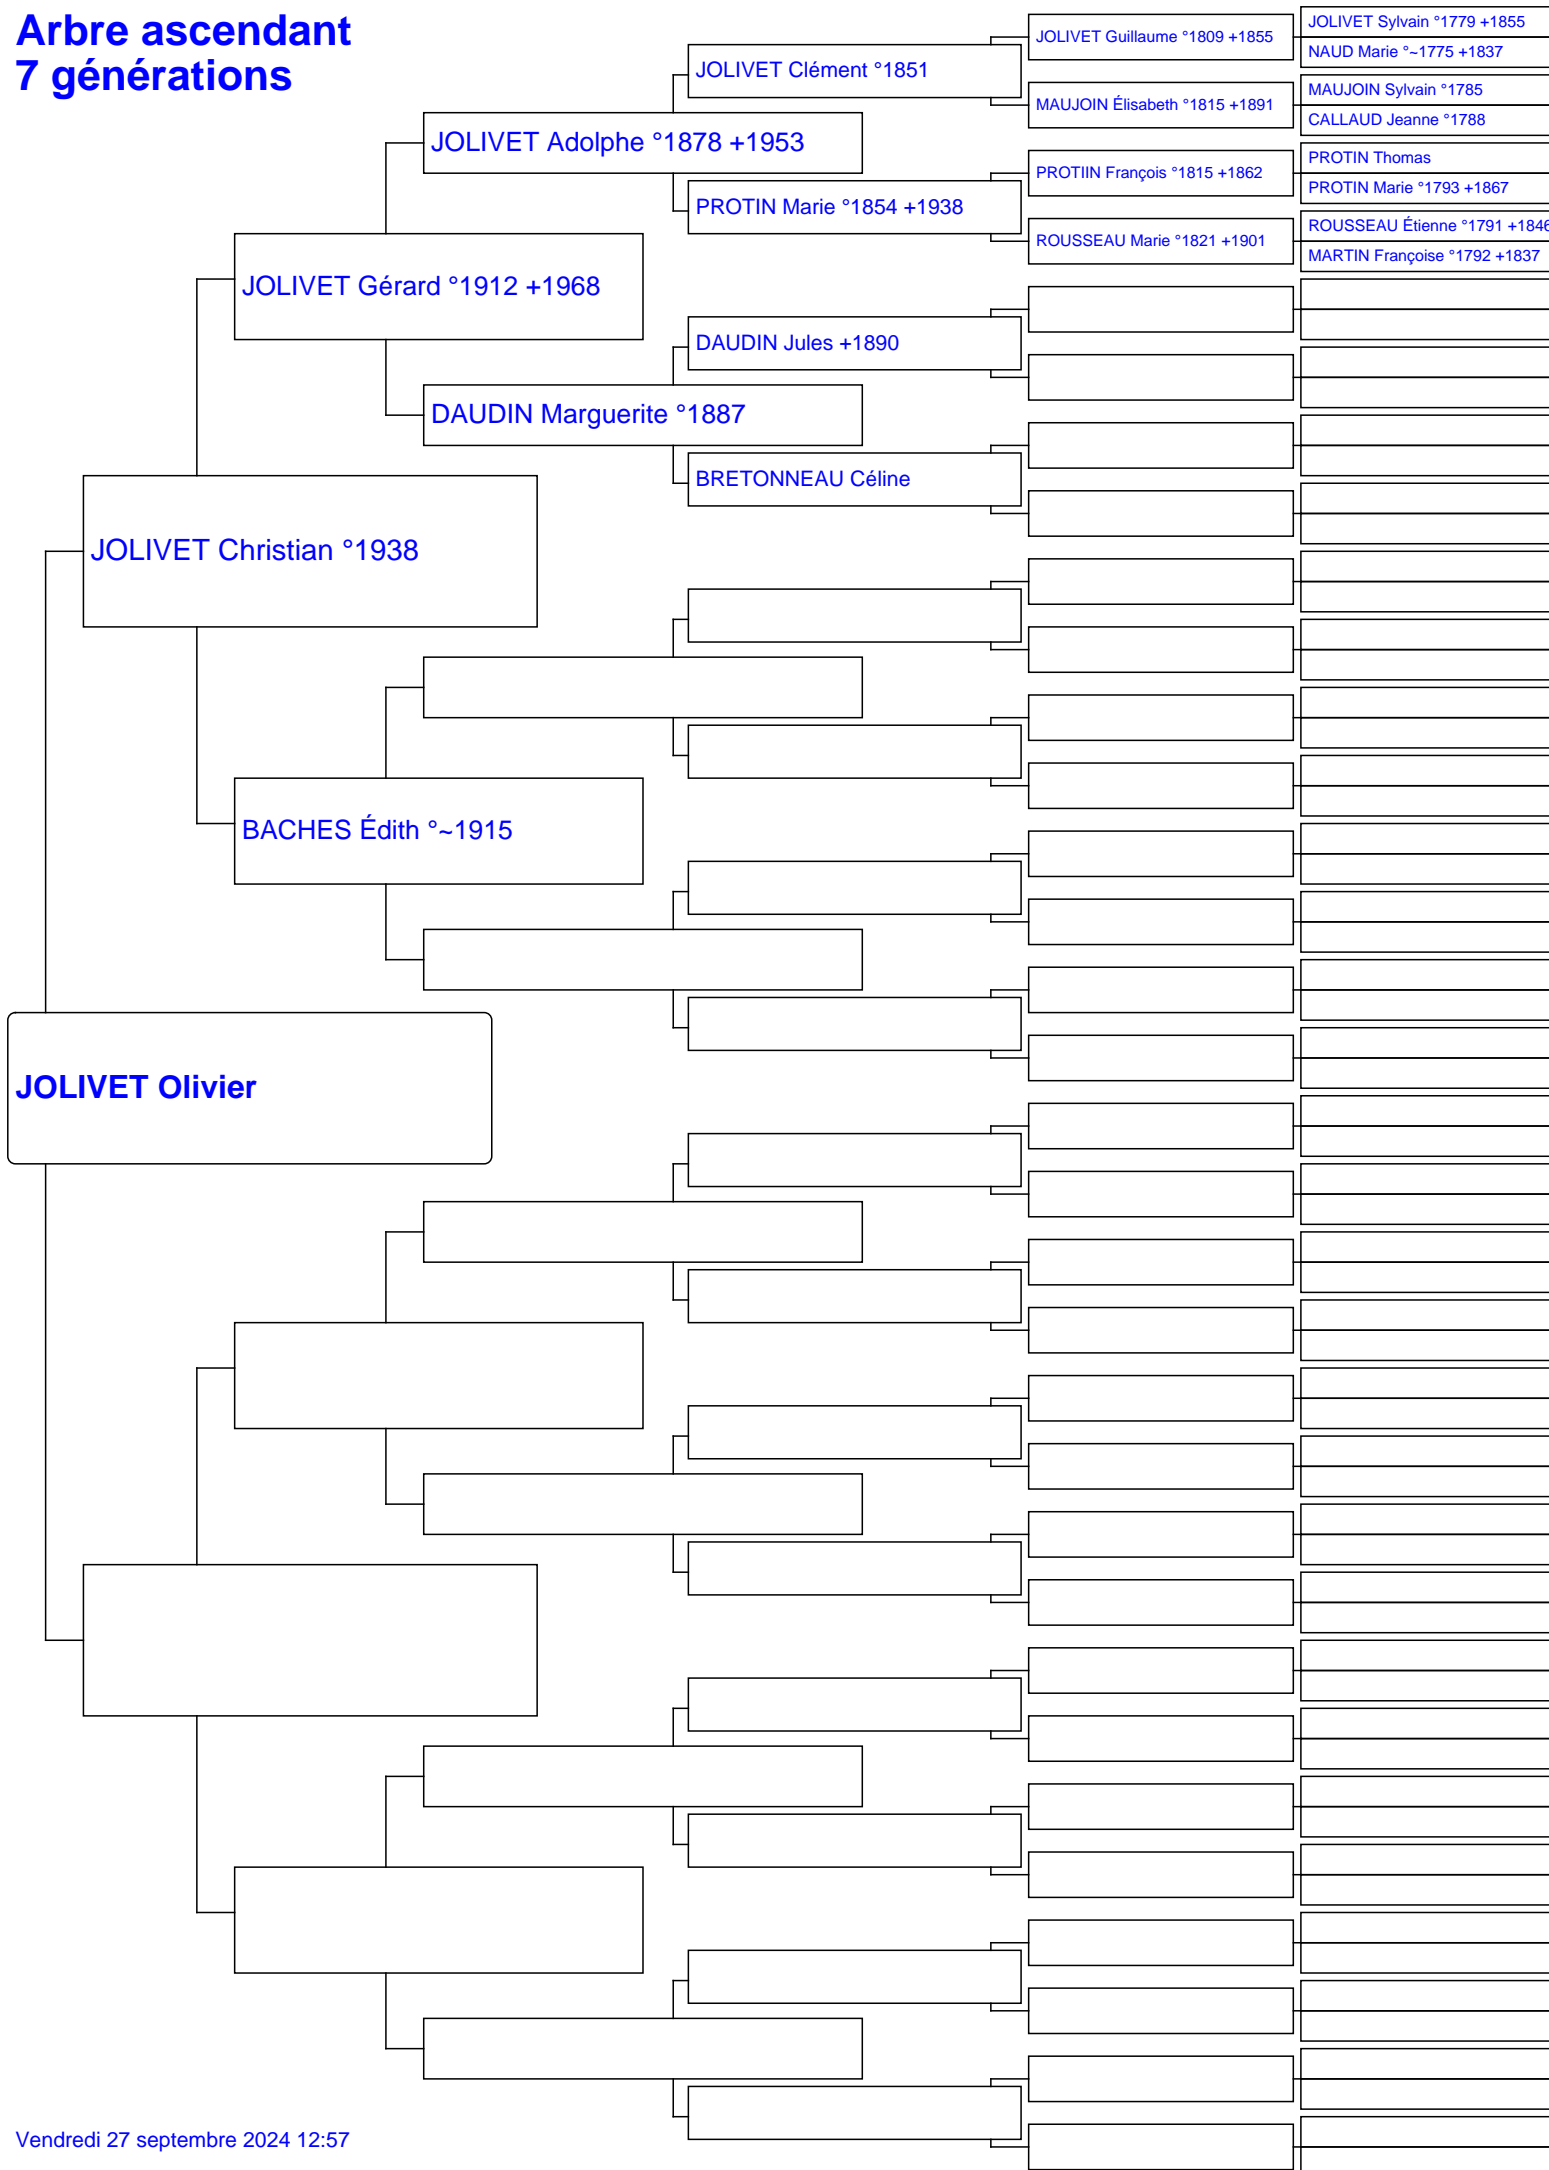 Arbre ascendant
7 générations
JOLIVET Olivier
JOLIVET Christian °1938
JOLIVET Gérard °1912 +1968
BACHES Édith °~1915
JOLIVET Adolphe °1878 +1953
DAUDIN Marguerite °1887
JOLIVET Clément °1851
PROTIN Marie °1854 +1938
DAUDIN Jules +1890
BRETONNEAU Céline
JOLIVET Guillaume °1809 +1855
MAUJOIN Élisabeth °1815 +1891
PROTIIN François °1815 +1862
ROUSSEAU Marie °1821 +1901
JOLIVET Sylvain °1779 +1855
NAUD Marie °~1775 +1837
MAUJOIN Sylvain °1785
CALLAUD Jeanne °1788
PROTIN Thomas
PROTIN Marie °1793 +1867
ROUSSEAU Étienne °1791 +1846
MARTIN Françoise °1792 +1837
Vendredi 27 septembre 2024 12:57